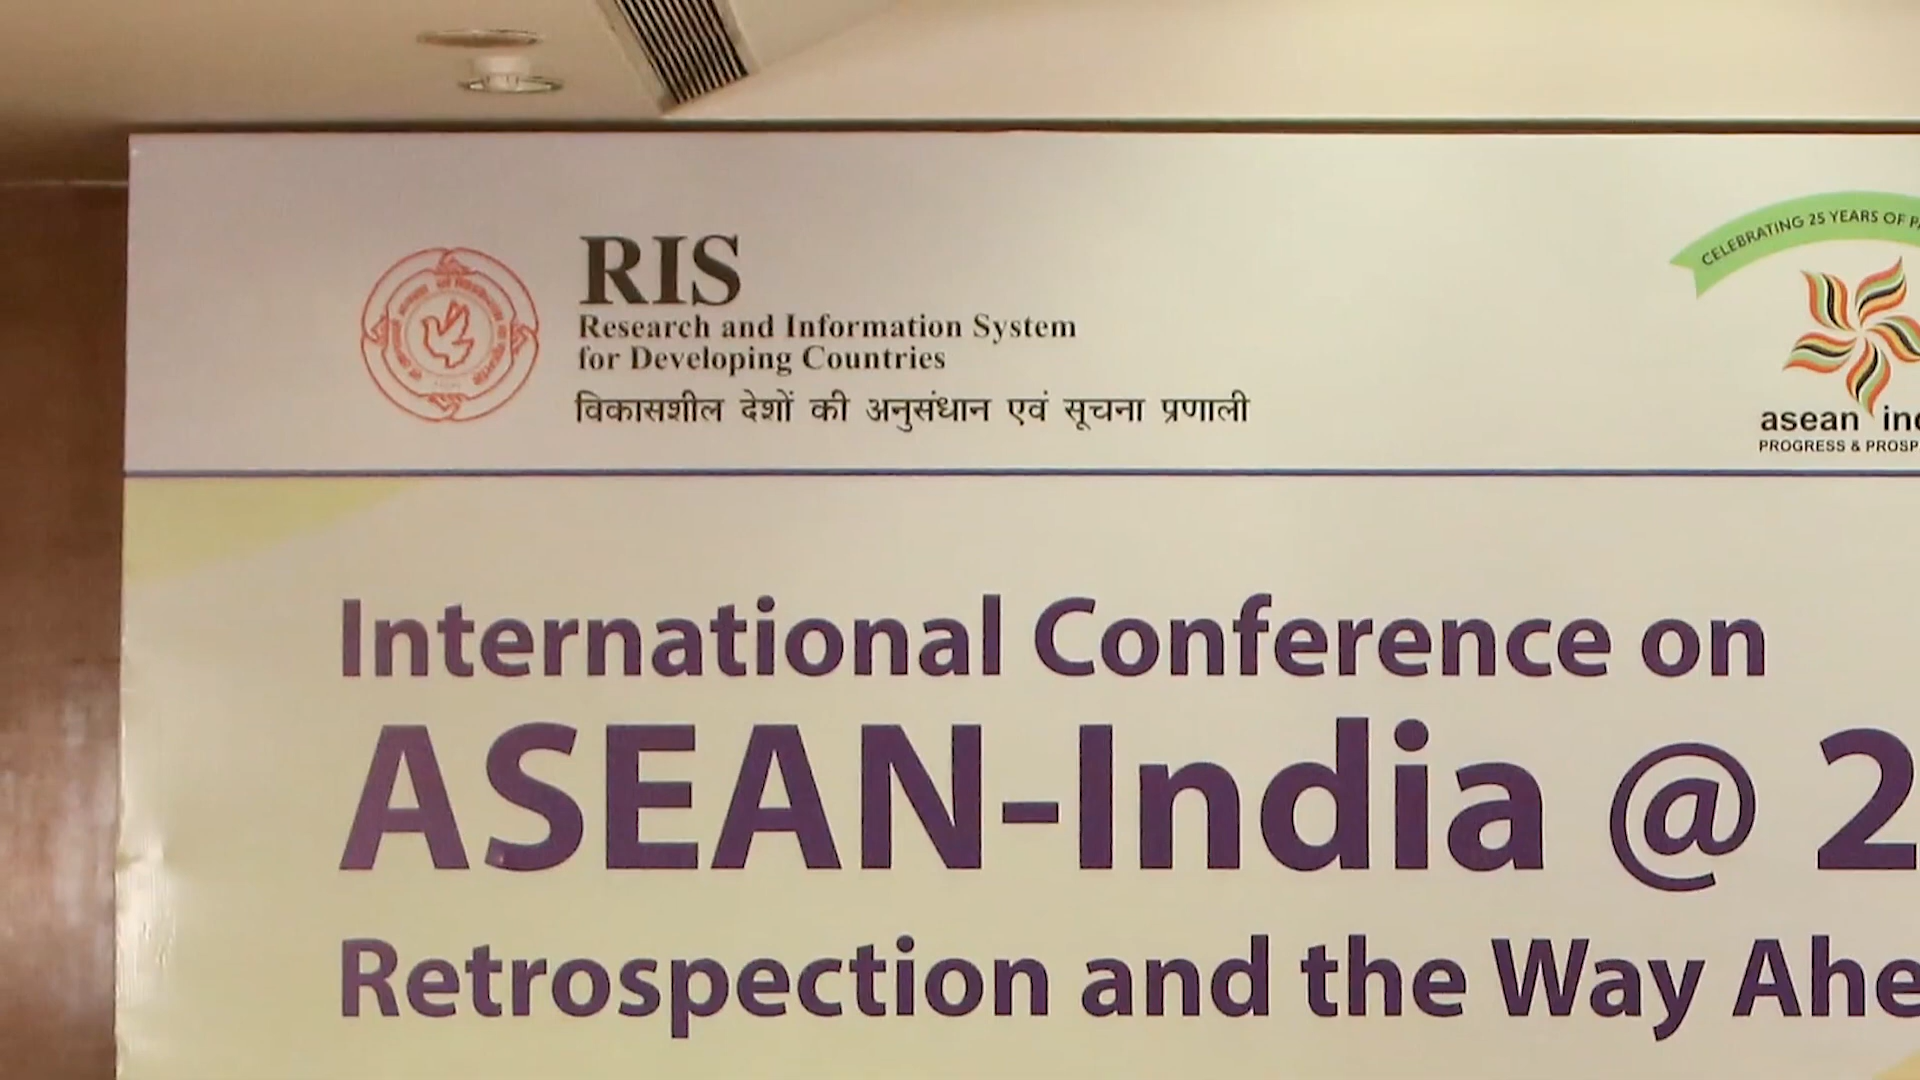 RIS
Research and Information System
for Developing Countries
विकासशील देशों की अनुसंधान एवं सूचना प्रणाली
CELEBRATING 25 YEARS OF
asean
PROGRESS &
International Conference on
ASEAN-India @ 2
Retrospection and the Way